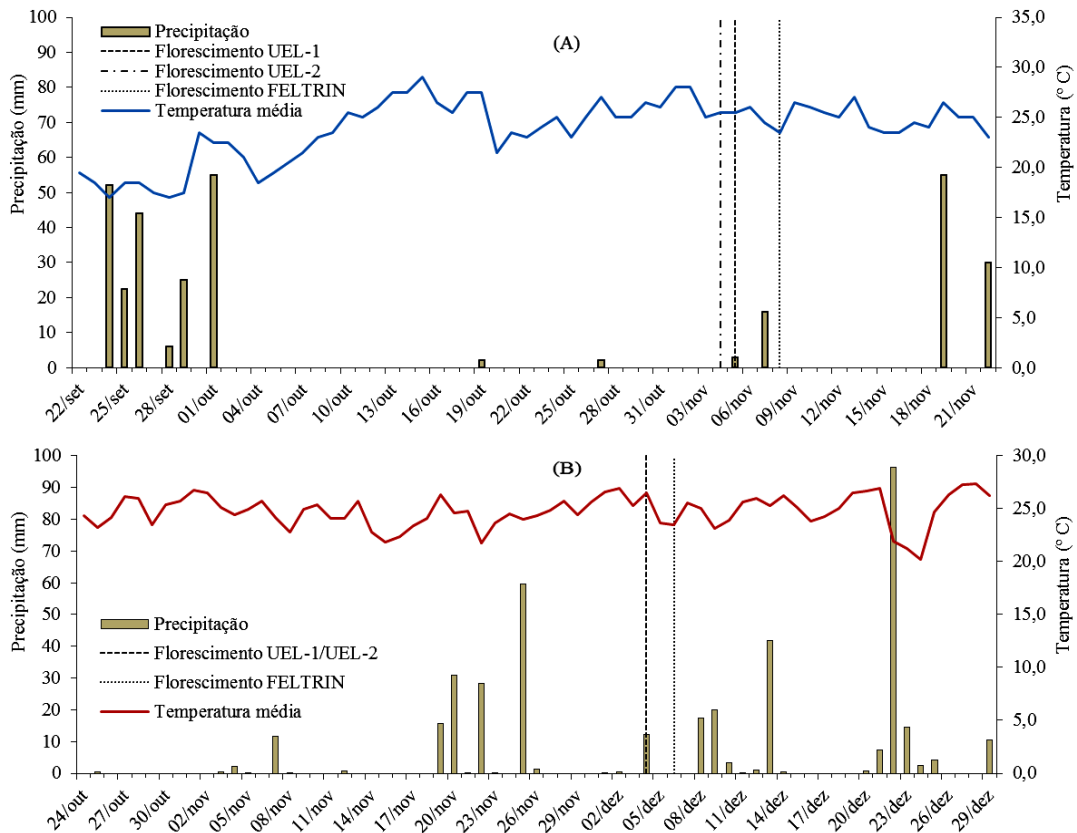 (A)
Precipitação
Florescimento UEL-1
Florescimento UEL-2
Florescimento FELTRIN
Temperatura média
Precipitação (mm)
100
90
80
70
60
50
40
30
20
10
0
Temperatura (º C)
35,0
30,0
25,0
20,0
15,0
10,0
5,0
0,0
22/set
25/set
28/set
01/out
04/out
07/out
10/out
13/out
16/out
19/out
22/out
25/out
28/out
31/out
03/nov
06/nov
09/nov
12/nov
15/nov
18/nov
21/nov
(B)
Precipitação (mm)
100
90
80
70
60
50
40
30
20
10
0
Precipitação
Florescimento UEL-1/UEL-2
Florescimento FELTRIN
Temperatura média
Temperatura (º C)
30,0
25,0
20,0
15,0
10,0
5,0
0,0
24/out
27/out
30/out
02/nov
05/nov
08/nov
11/nov
14/nov
17/nov
20/nov
23/nov
26/nov
29/nov
02/dez
05/dez
08/dez
11/dez
14/dez
17/dez
20/dez
23/dez
26/dez
29/dez